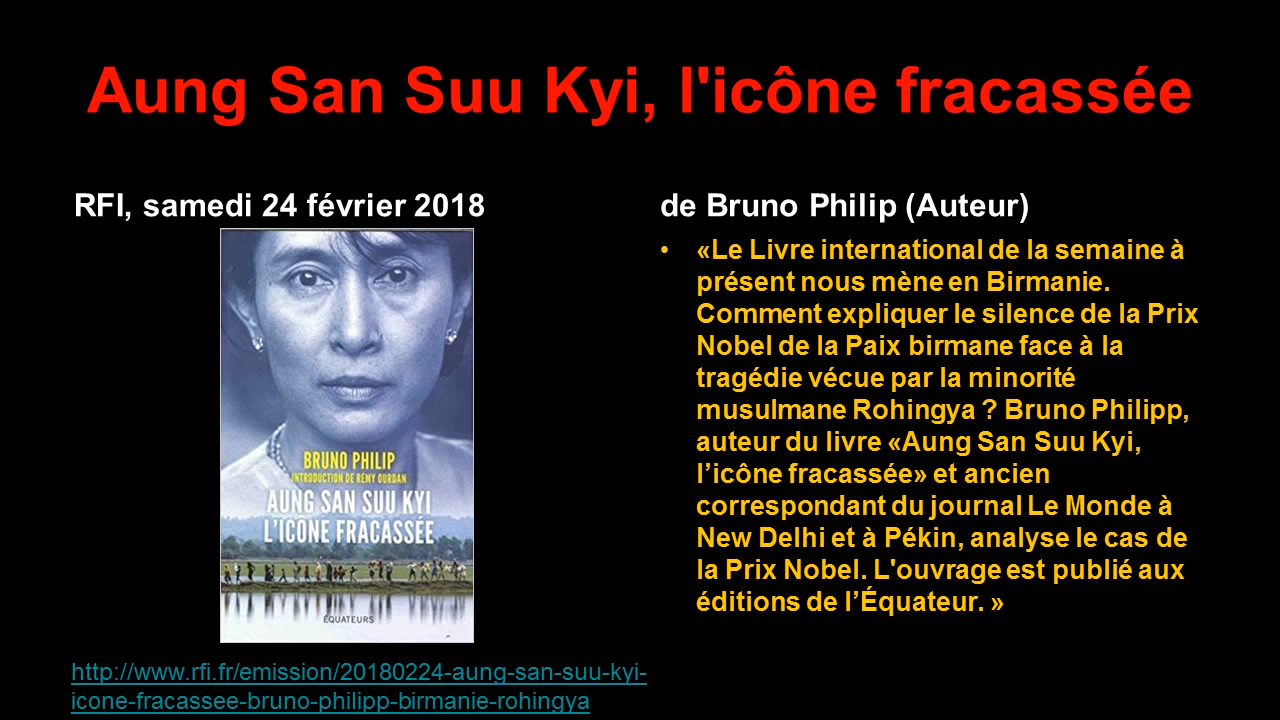 Aung San Suu Kyi, l'icône fracassée
RFI, samedi 24 février 2018
BRUNO PHILIP
INTRODUCTION DE RÉMY OURDAN
AUNG SAN SUU KYI
L'ICÔNE FRACASSÉE
ÉQUATEURS
http://www.rfi.fr/emission/20180224-aung-san-suu-kyi-
icone-fracassee-bruno-philipp-birmanie-rohingya
de Bruno Philip (Auteur)
• «Le Livre international de la semaine à
présent nous mène en Birmanie.
Comment expliquer le silence de la Prix
Nobel de la Paix birmane face à la
tragédie vécue par la minorité
musulmane Rohingya ? Bruno Philipp,
auteur du livre «Aung San Suu Kyi,
l’icône fracassée» et ancien
correspondant du journal Le Monde à
New Delhi et à Pékin, analyse le cas de
la Prix Nobel. L'ouvrage est publié aux
éditions de l’Équateur. »